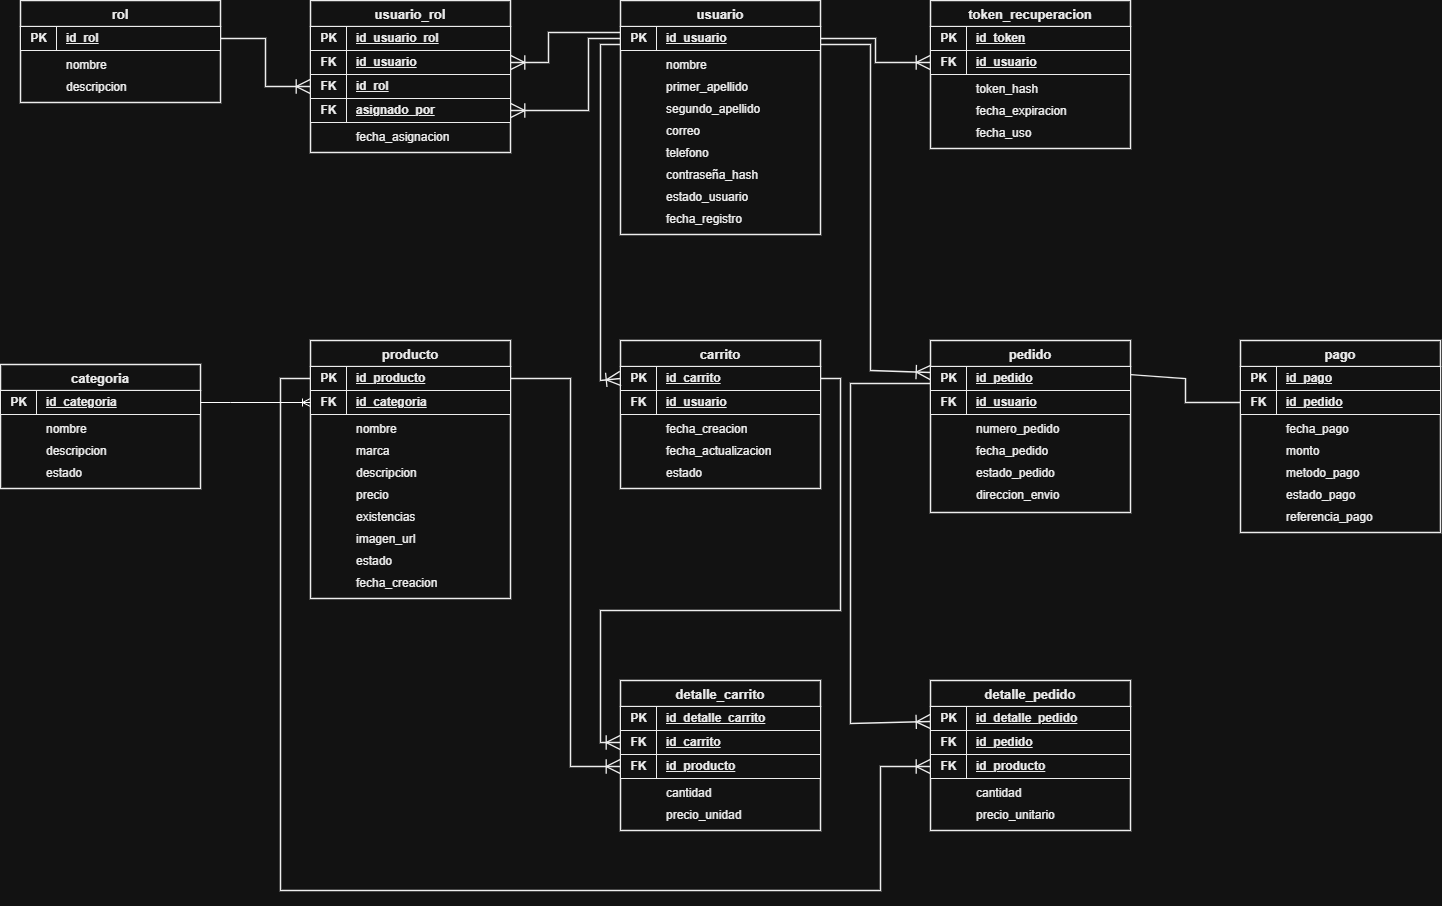 rol
PK id_rol
nombre
descripcion
usuario_rol
PK id_usuario_rol
FK id_usuario
FK id_rol
FK asignado_por
fecha_asignacion
usuario
PK id_usuario
nombre
primer_apellido
segundo_apellido
correo
telefono
contraseña_hash
estado_usuario
fecha_registro
token_recuperacion
PK id_token
FK id_usuario
token_hash
fecha_expiracion
fecha_uso
categoria
PK id_categoria
nombre
descripcion
estado
producto
PK id_producto
FK id_categoria
nombre
marca
descripcion
precio
existencias
imagen_url
estado
fecha_creacion
carrito
PK id_carrito
FK id_usuario
fecha_creacion
fecha_actualizacion
estado
pedido
PK id_pedido
FK id_usuario
numero_pedido
fecha_pedido
estado_pedido
direccion_envio
pago
PK id_pago
FK id_pedido
fecha_pago
monto
metodo_pago
estado_pago
referencia_pago
detalle_carrito
PK id_detalle_carrito
FK id_carrito
FK id_producto
cantidad
precio_unidad
detalle_pedido
PK id_detalle_pedido
FK id_pedido
FK id_producto
cantidad
precio_unitario